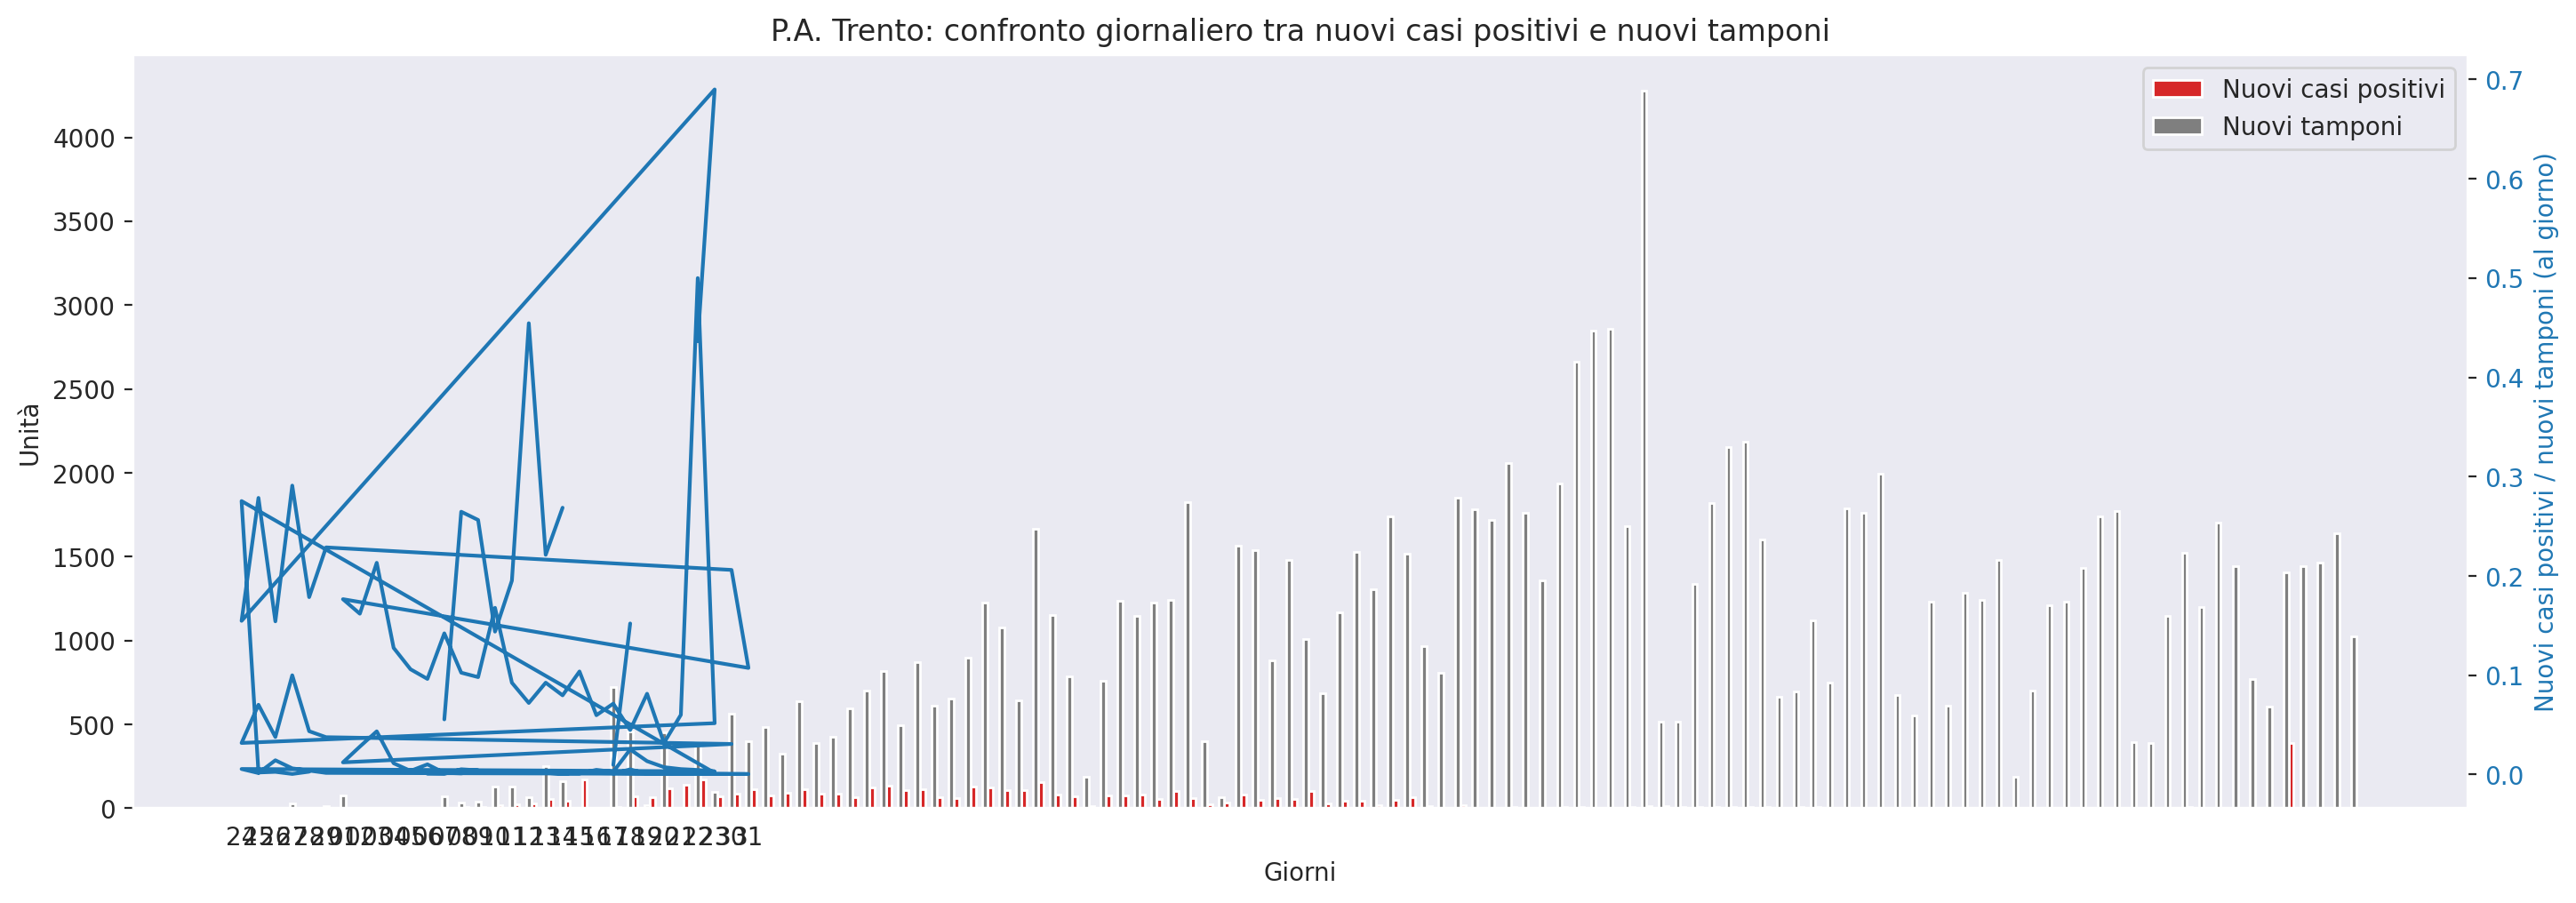 P.A. Trento: confronto giornaliero tra nuovi casi positivi e nuovi tamponi
Nuovi casi positivi
Nuovi tamponi
Unità
4000
3500
3000
2500
2000
1500
1000
500
0
0.7
0.6
0.5
0.4
0.3
0.2
0.1
0.0
Nuovi casi positivi / nuovi tamponi (al giorno)
Giorni